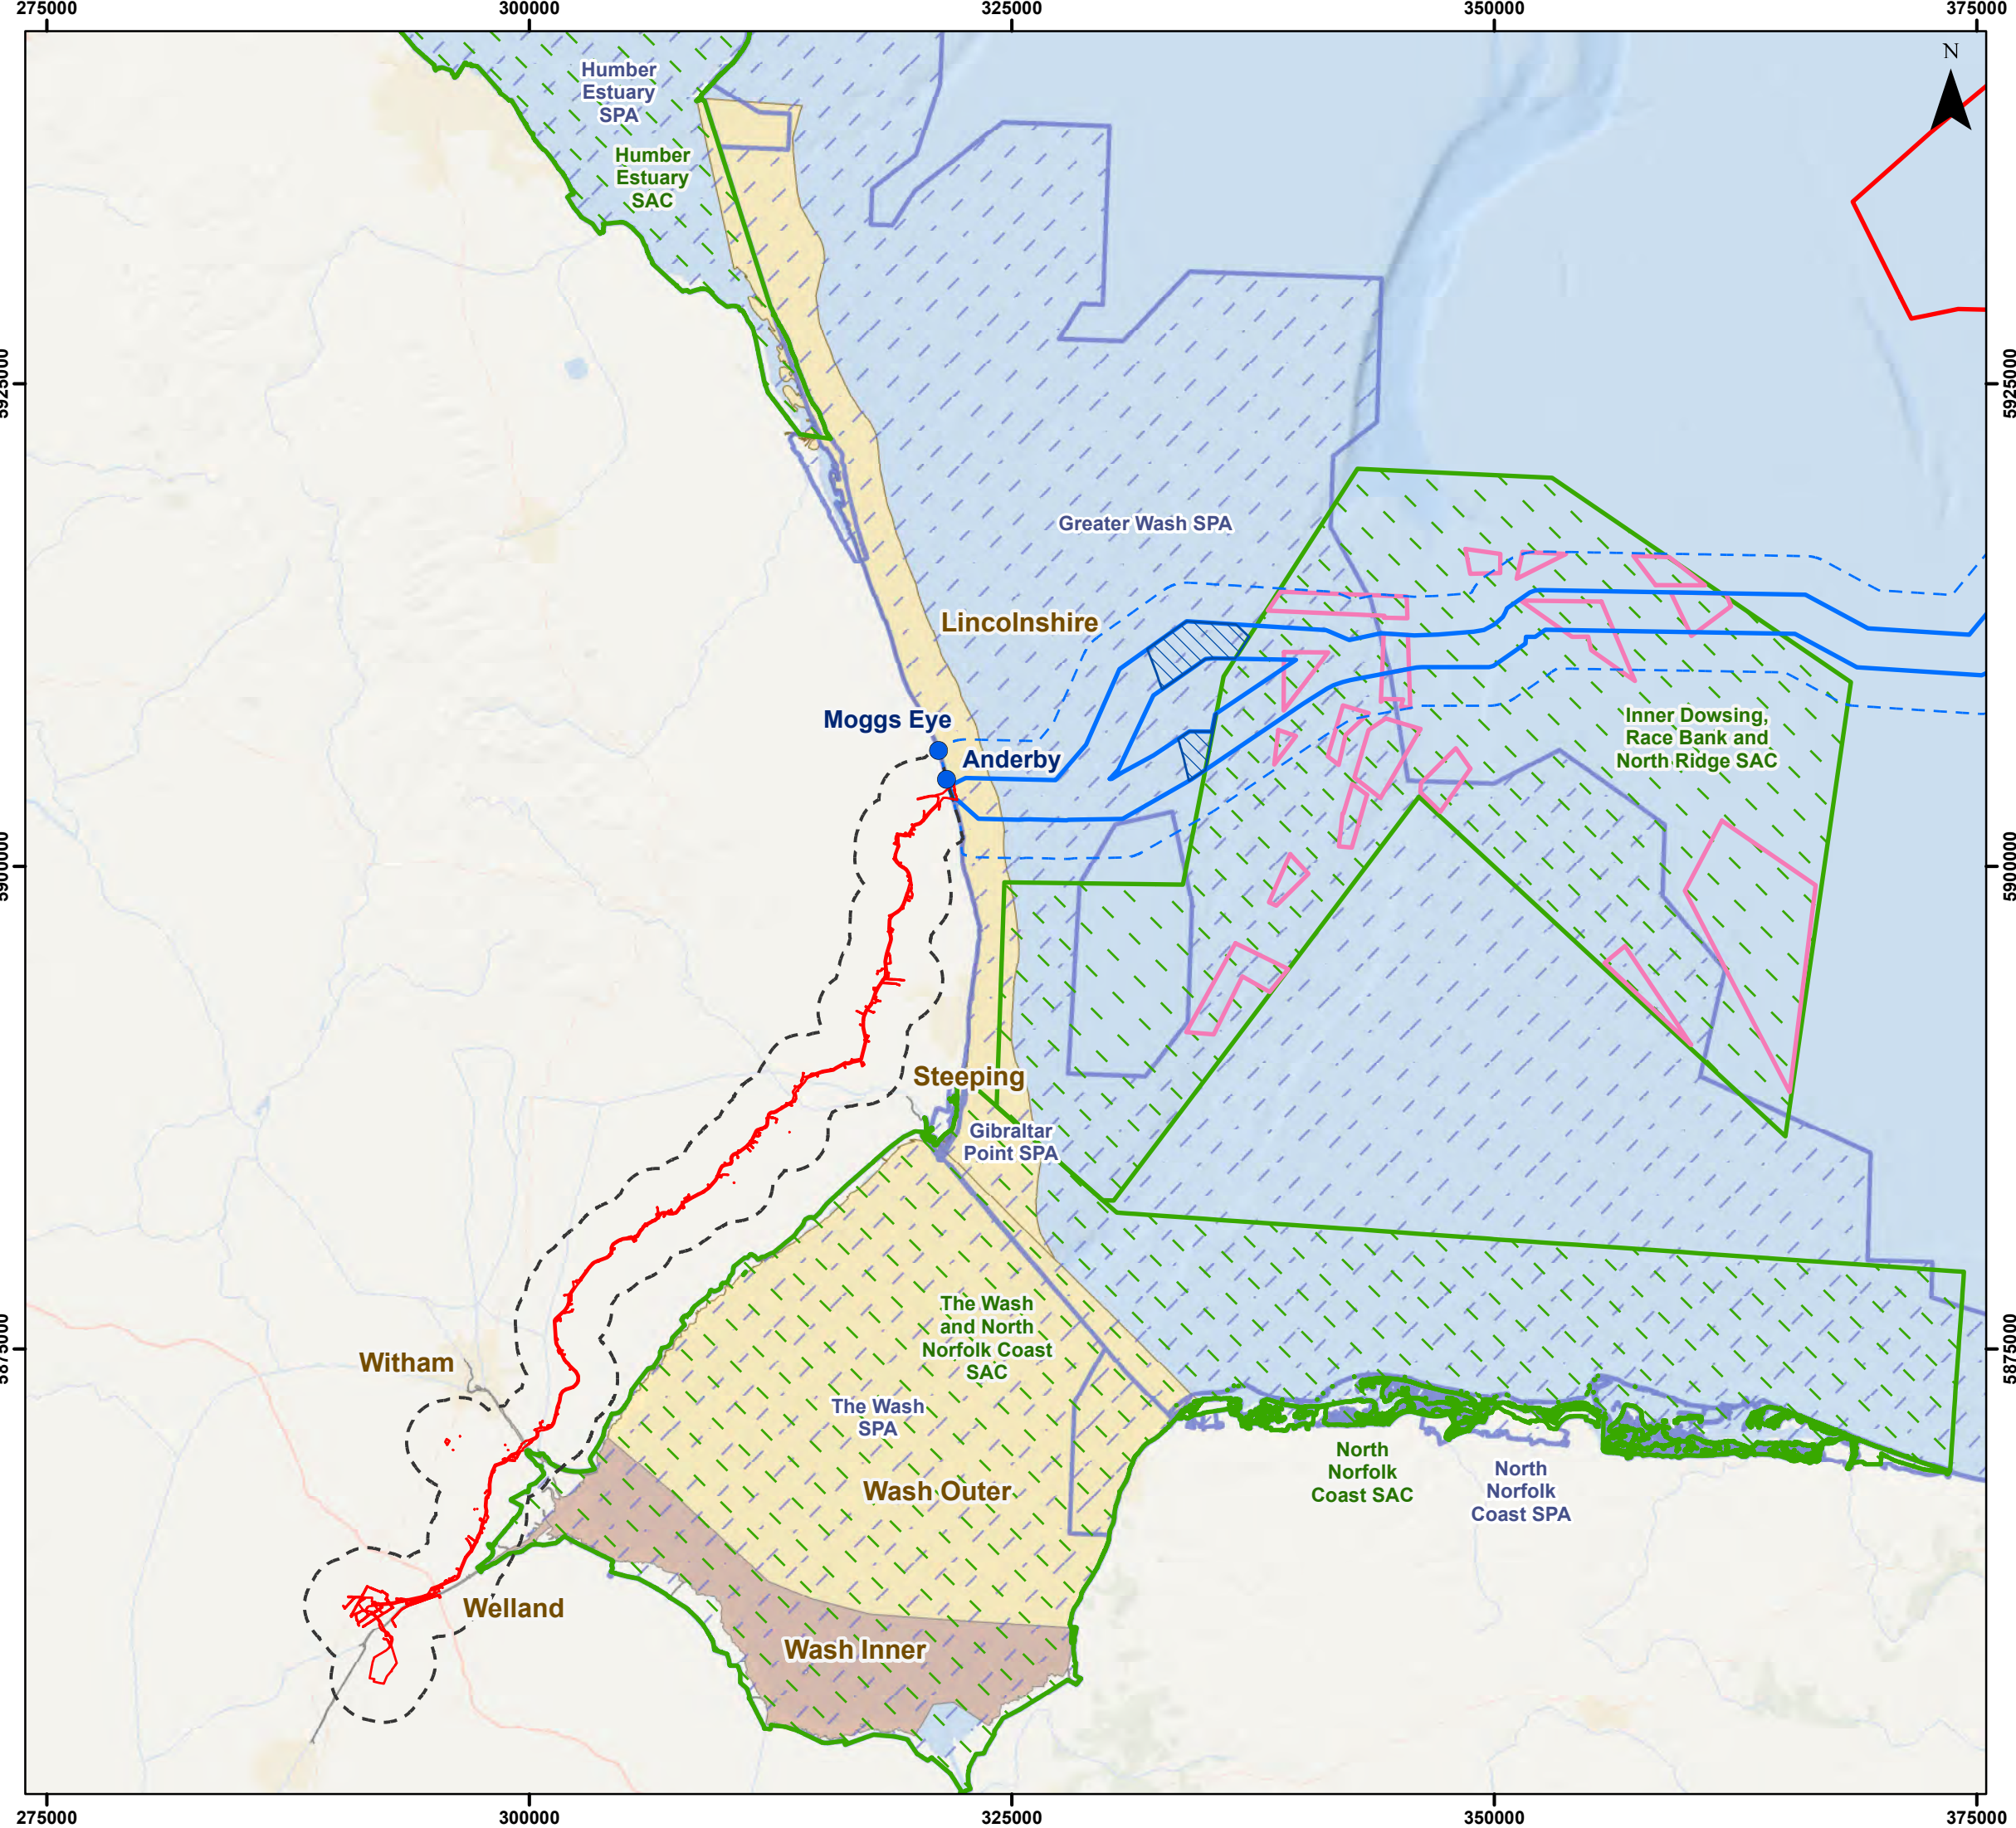 275000
300000
325000
350000
375000
N
Humber
Estuary
SPA
Humber
Estuary
SAC
5925000
5925000
Greater Wash SPA
Lincolnshire
Moggs Eye
Anderby
Inner Dowsing,
Race Bank and
North Ridge SAC
5900000
5900000
Steeping
Gibraltar
Point SPA
The Wash
and North
Norfolk Coast
SAC
5875000
5875000
Witham
The Wash
SPA
Wash Outer
North
Norfolk
Coast SAC
North
Norfolk
Coast SPA
Welland
Wash Inner
275000
300000
325000
350000
375000